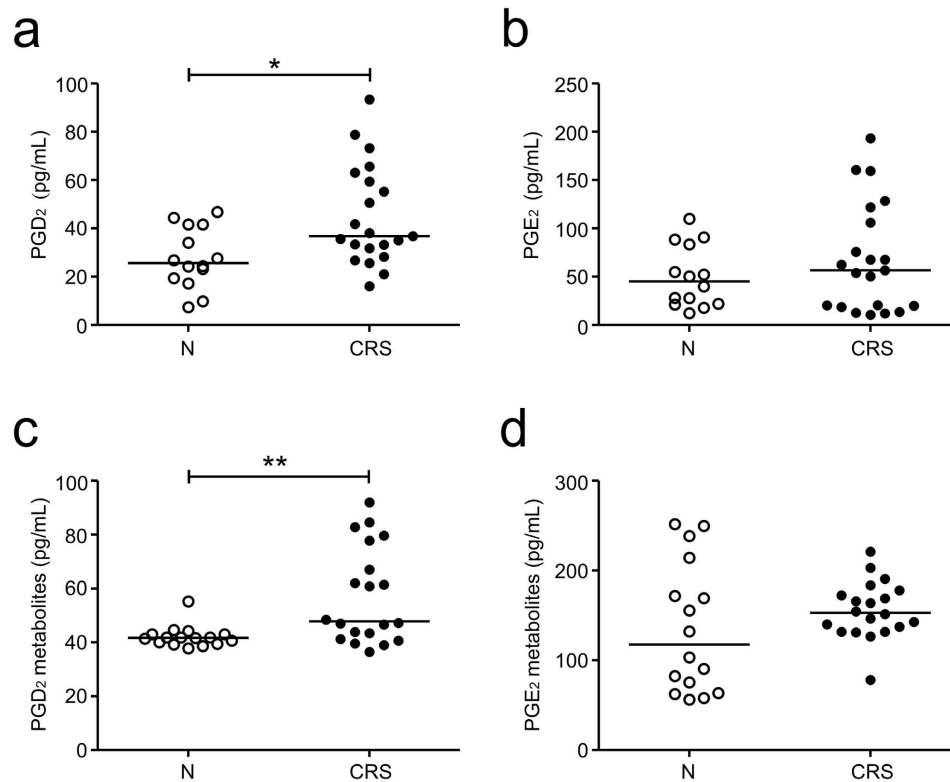 a
*
PGD₂ (pg/mL)
100
80
60
40
20
0
N
CRS
b
PGE₂ (pg/mL)
250
200
150
100
50
0
N
CRS
c
**
PGD₂ metabolites (pg/mL)
100
80
60
40
20
0
N
CRS
d
PGE₂ metabolites (pg/mL)
300
200
100
0
N
CRS